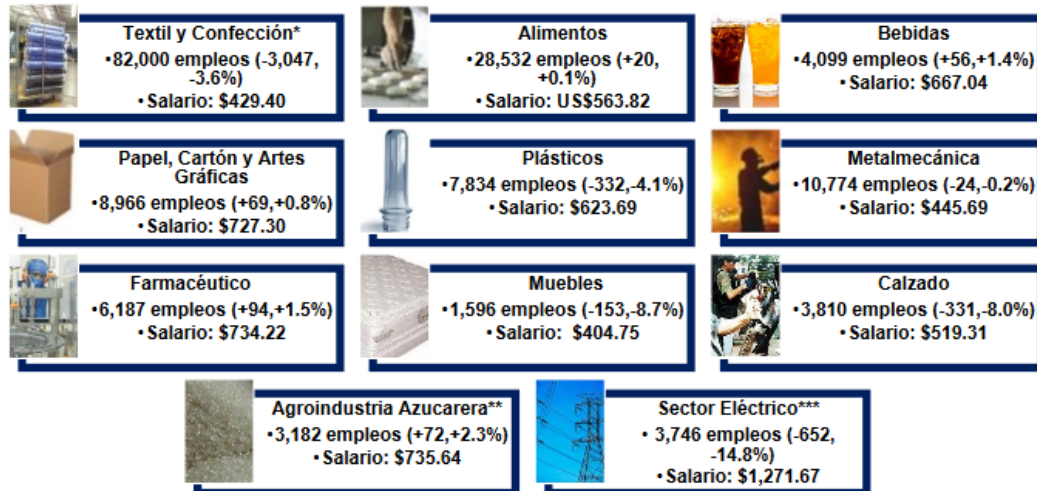 Textil y Confección*
•82,000 empleos (-3,047,
-3.6%)
•Salario: $429.40
Alimentos
•28,532 empleos (+20,
+0.1%)
•Salario: US$563.82
Bebidas
•4,099 empleos (+56,+1.4%)
•Salario: $667.04
Papel, Cartón y Artes
Gráficas
•8,966 empleos (+69,+0.8%)
•Salario: $727.30
Plásticos
•7,834 empleos (-332,-4.1%)
•Salario: $623.69
Metalmecánica
•10,774 empleos (-24,-0.2%)
•Salario: $445.69
Farmacéutico
•6,187 empleos (+94,+1.5%)
•Salario: $734.22
Muebles
•1,596 empleos (-153,-8.7%)
•Salario: $404.75
Calzado
•3,810 empleos (-331,-8.0%)
•Salario: $519.31
Agroindustria Azucarera**
•3,182 empleos (+72,+2.3%)
•Salario: $735.64
Sector Eléctrico***
• 3,746 empleos (-652,
-14.8%)
•Salario: $1,271.67